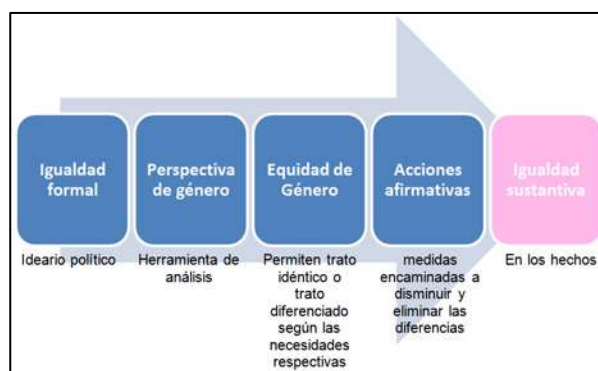 Igualdad
formal
Perspectiva
de género
Equidad de
Género
Acciones
afirmativas
Igualdad
sustantiva
Ideario político
Herramienta de
análisis
Permiten trato
idéntico o
trato
diferenciado
según las
necesidades
respectivas
medidas
encaminadas a
disminuir y
eliminar las
diferencias
En los hechos